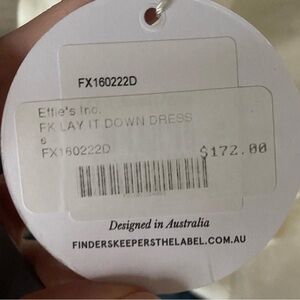 FX160222D
Effie's Inc.
FK LAY IT DOWN DRESS
6
FX160222D
$172.00
Designed in Australia
FINDERSKEEPERSTHELABEL.COM.AU